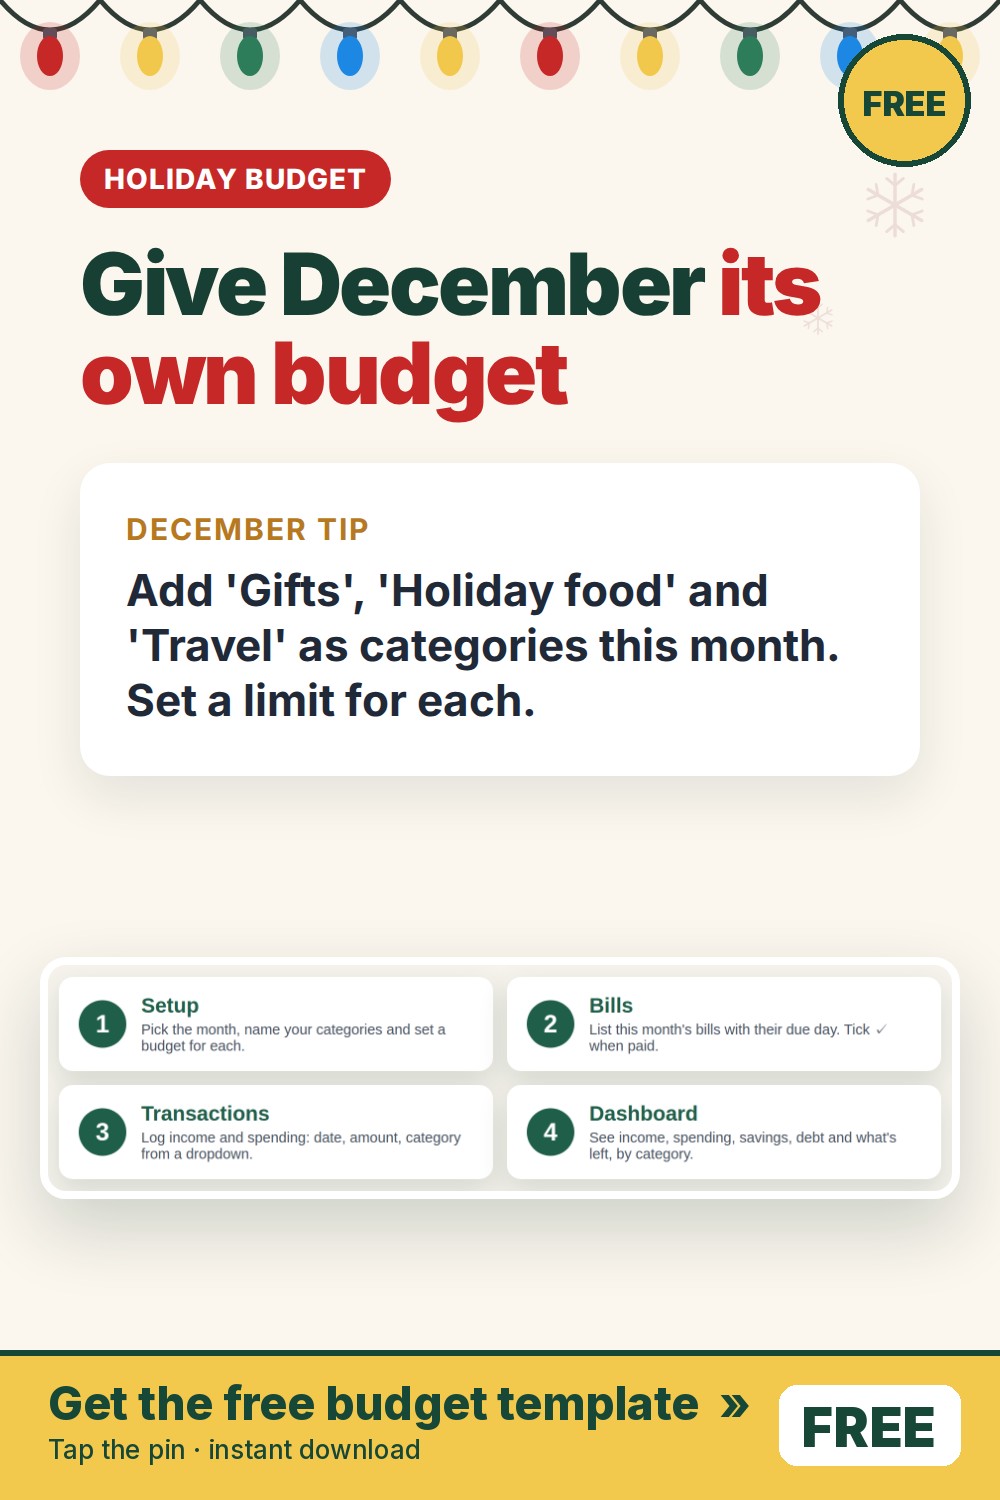 FREE
HOLIDAY BUDGET
Give December its
own budget
DECEMBER TIP
Add 'Gifts', 'Holiday food' and
'Travel' as categories this month.
Set a limit for each.
1
Setup
Pick the month, name your categories and set a
budget for each.
2
Bills
List this month's bills with their due day. Tick ✓
when paid.
3
Transactions
Log income and spending: date, amount, category
from a dropdown.
4
Dashboard
See income, spending, savings, debt and what's
left, by category.
Get the free budget template »
Tap the pin · instant download
FREE